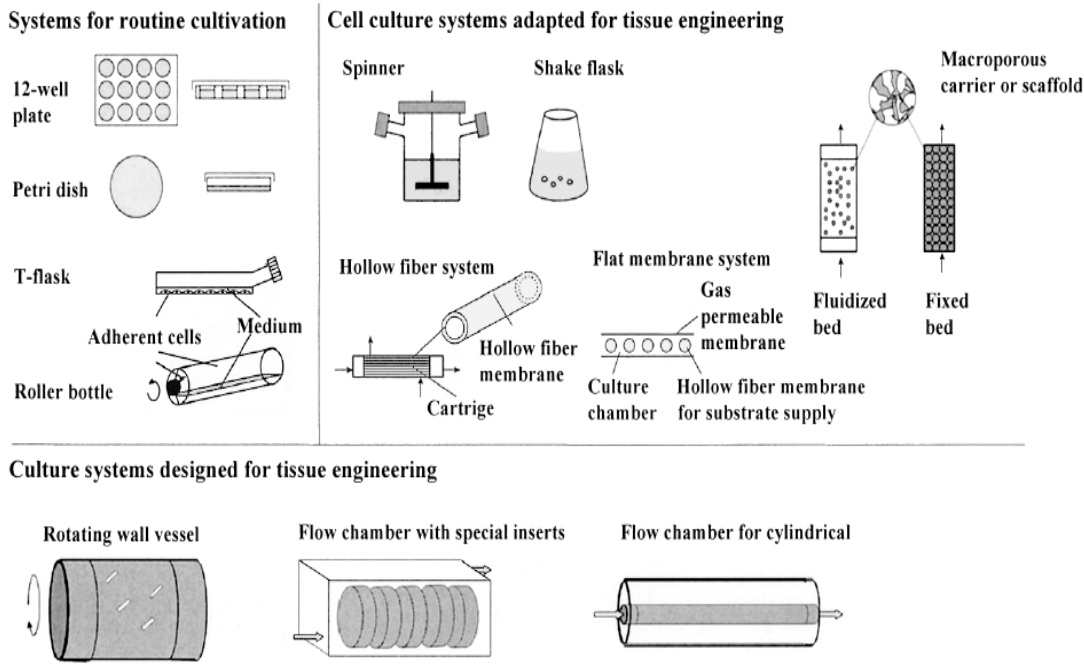 Systems for routine cultivation
12-well
plate
Petri dish
T-flask
Adherent cells
Medium
Roller bottle
Cell culture systems adapted for tissue engineering
Spinner
Shake flask
Macroporous
carrier or scaffold
Hollow fiber system
Hollow fiber
membrane
Cartrige
Flat membrane system
Gas
permeable
membrane
Culture
chamber
Hollow fiber membrane
for substrate supply
Fluidized
bed
Fixed
bed
Culture systems designed for tissue engineering
Rotating wall vessel
Flow chamber with special inserts
Flow chamber for cylindrical